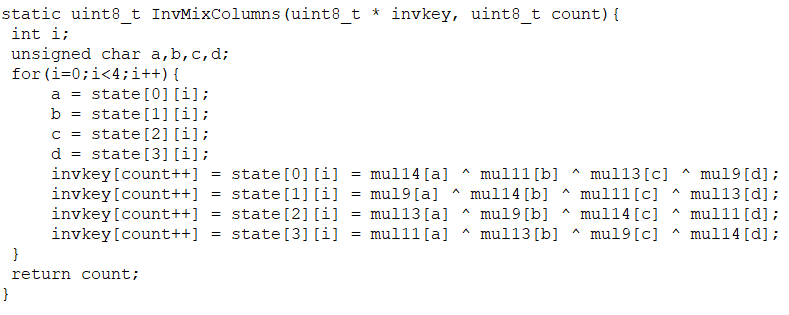 static uint8_t InvMixColumns(uint8_t * invkey, uint8_t count){
 int i;
 unsigned char a,b,c,d;
 for(i=0;i<4;i++){
     a = state[0][i];
     b = state[1][i];
     c = state[2][i];
     d = state[3][i];
     invkey[count++] = state[0][i] = mul14[a] ^ mul11[b] ^ mul13[c] ^ mul9[d];
     invkey[count++] = state[1][i] = mul9[a] ^ mul14[b] ^ mul11[c] ^ mul13[d];
     invkey[count++] = state[2][i] = mul13[a] ^ mul9[b] ^ mul14[c] ^ mul11[d];
     invkey[count++] = state[3][i] = mul11[a] ^ mul13[b] ^ mul9[c] ^ mul14[d];
 }
 return count;
}